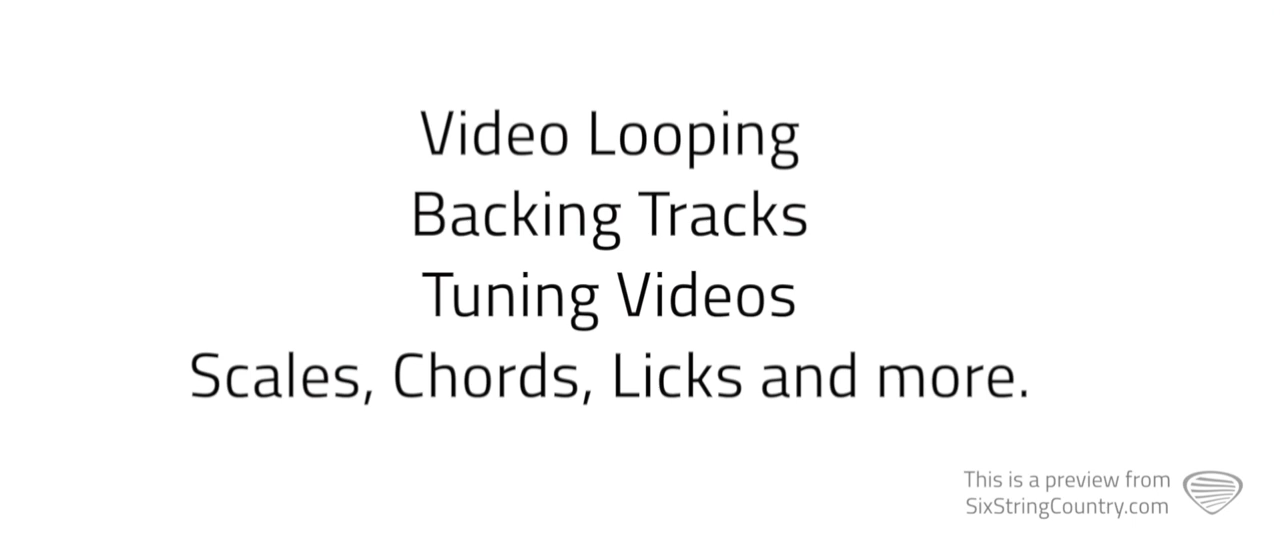 Video Looping
Backing Tracks
Tuning Videos
Scales, Chords, Licks and more.
This is a preview from
SixStringCountry.com